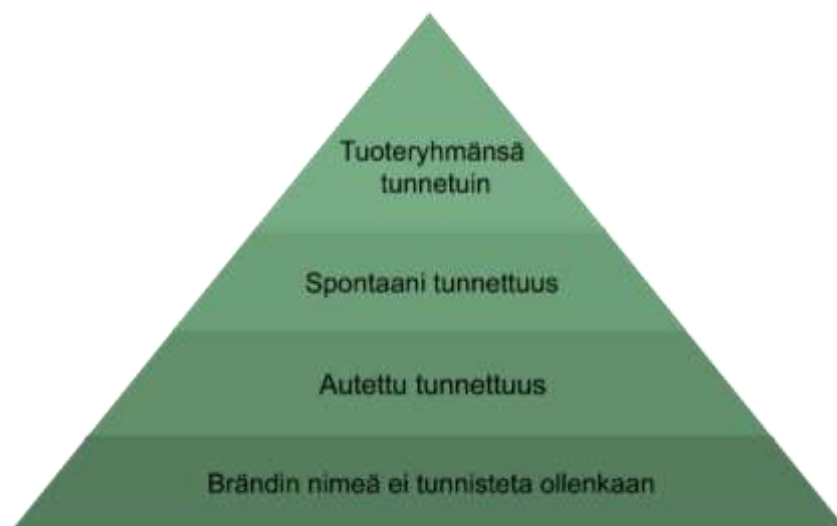 Tuoteryhmänsä
tunnetuin
Spontaani tunnettuus
Autettu tunnettuus
Brändin nimeä ei tunnisteta ollenkaan